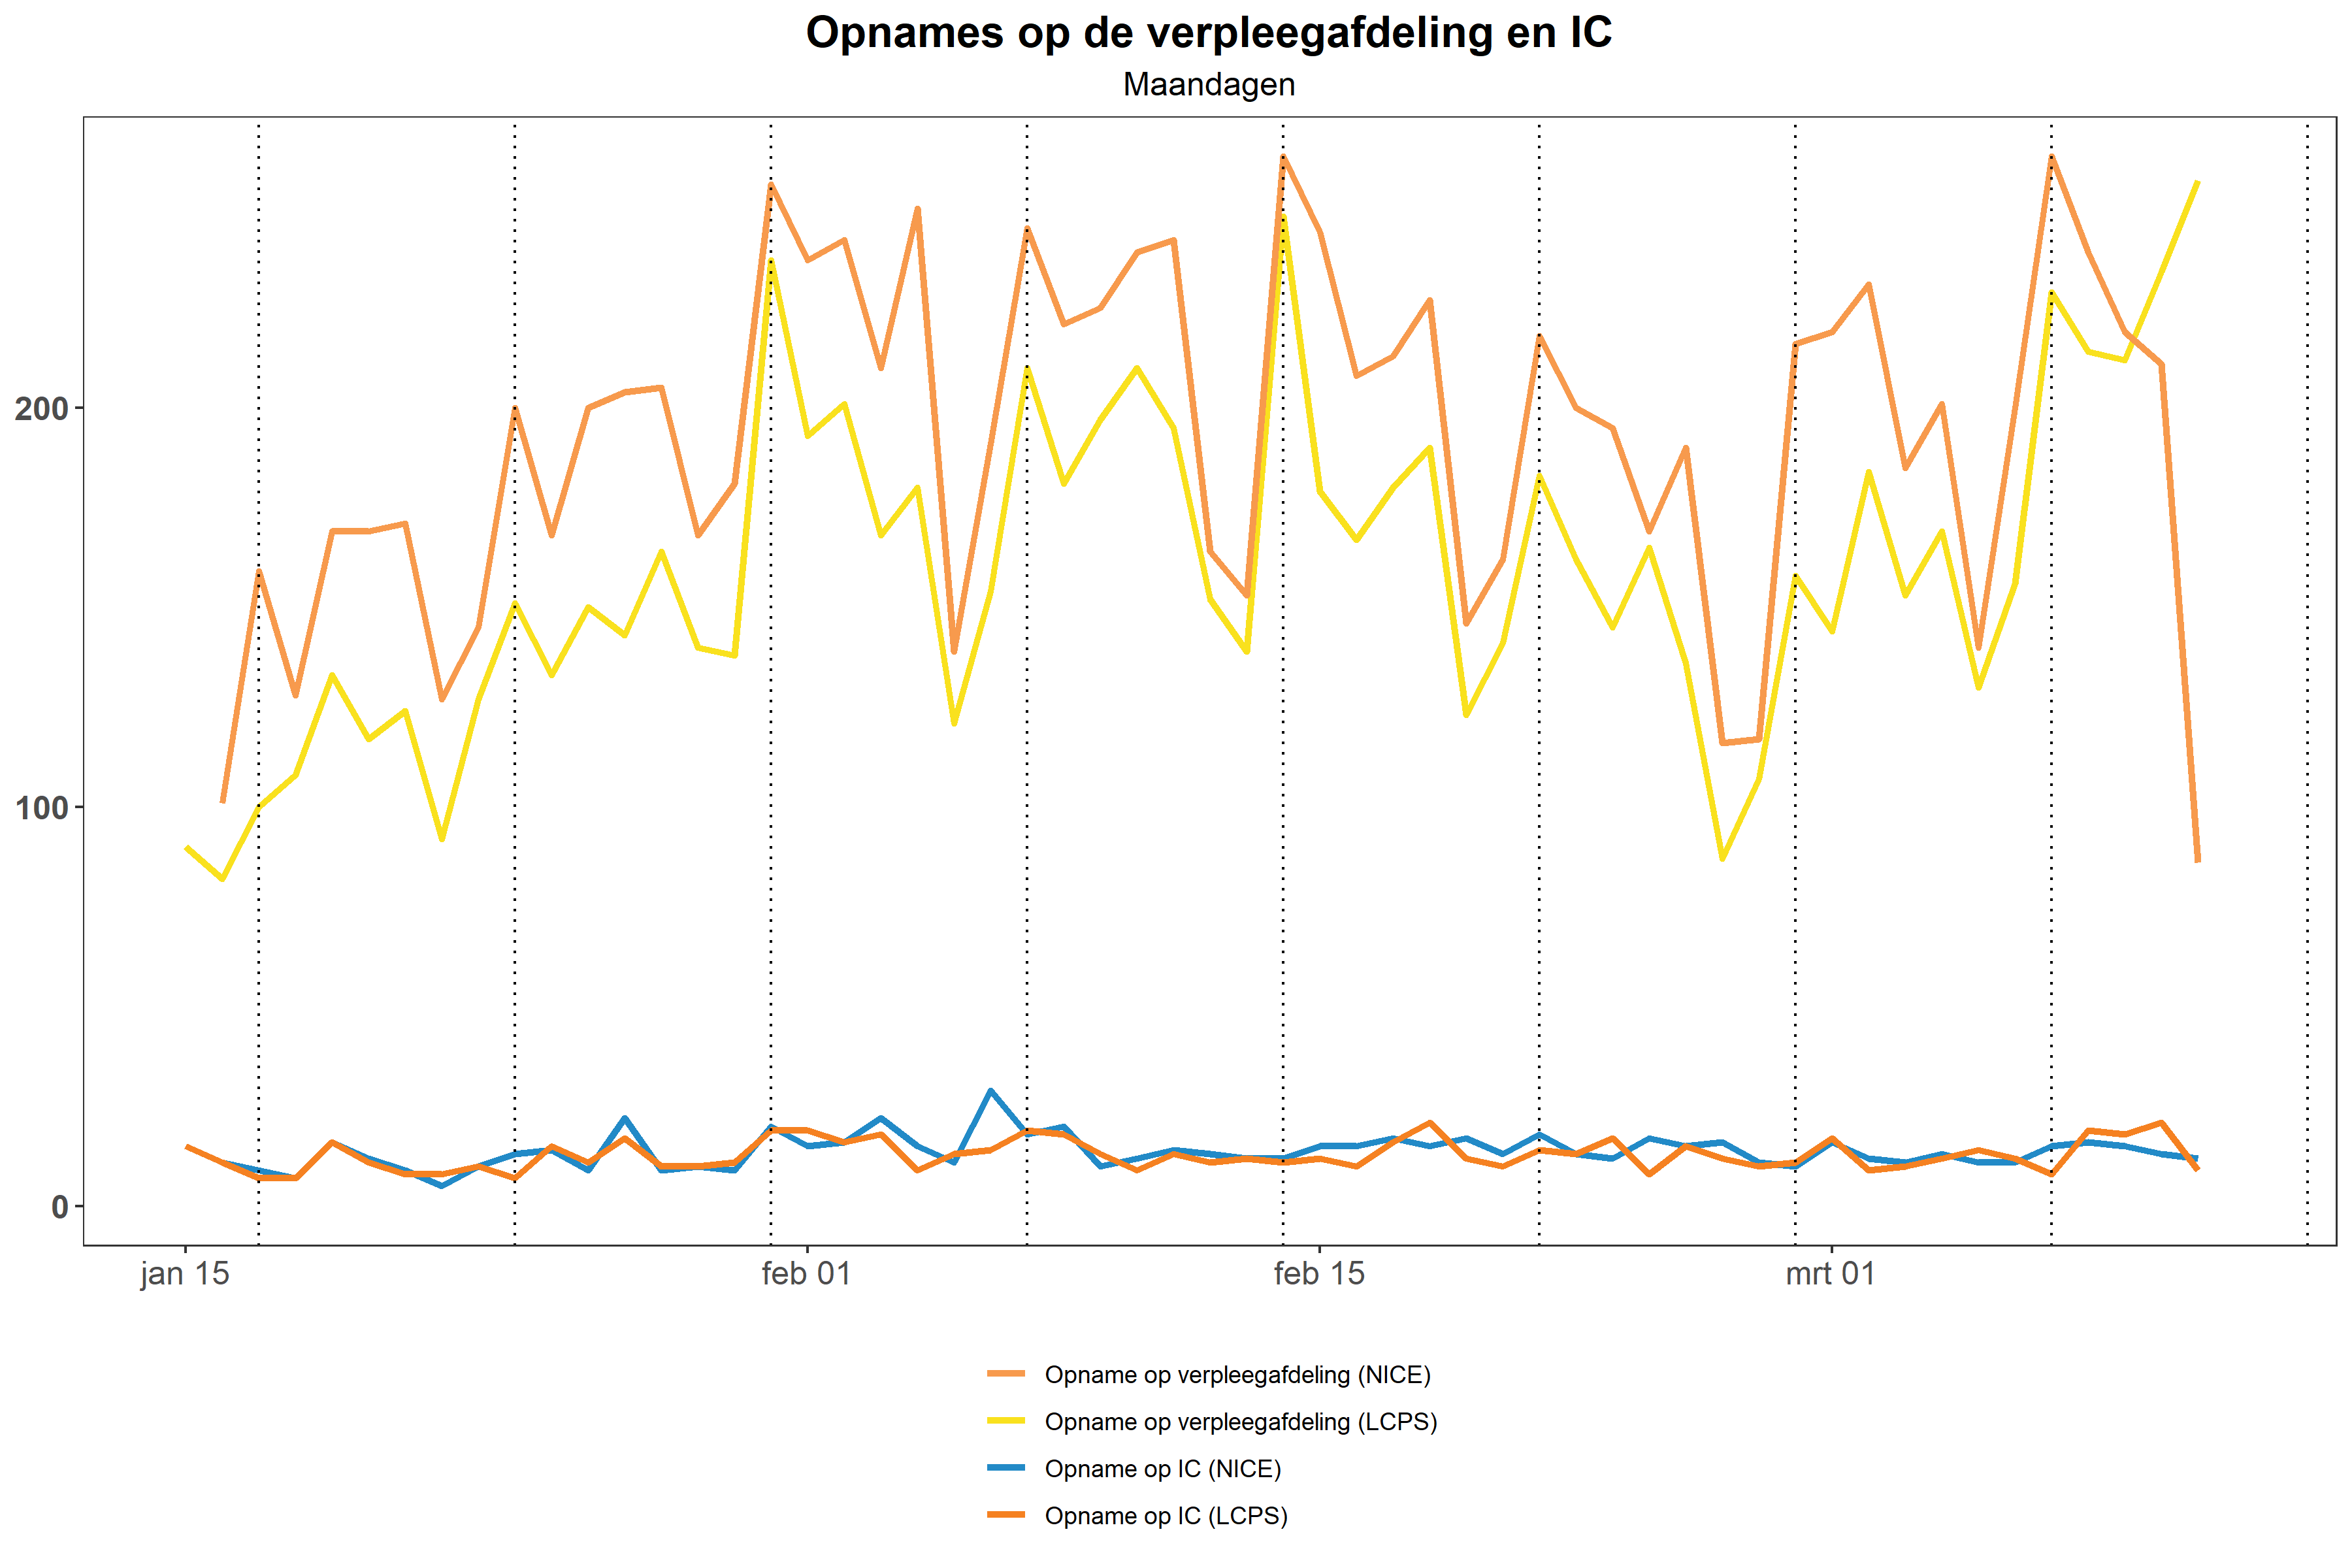 Opnames op de verpleegafdeling en IC
Maandagen
200
100
0
jan 15
feb 01
feb 15
mrt 01
Opname op verpleegafdeling (NICE)
Opname op verpleegafdeling (LCPS)
Opname op IC (NICE)
Opname op IC (LCPS)